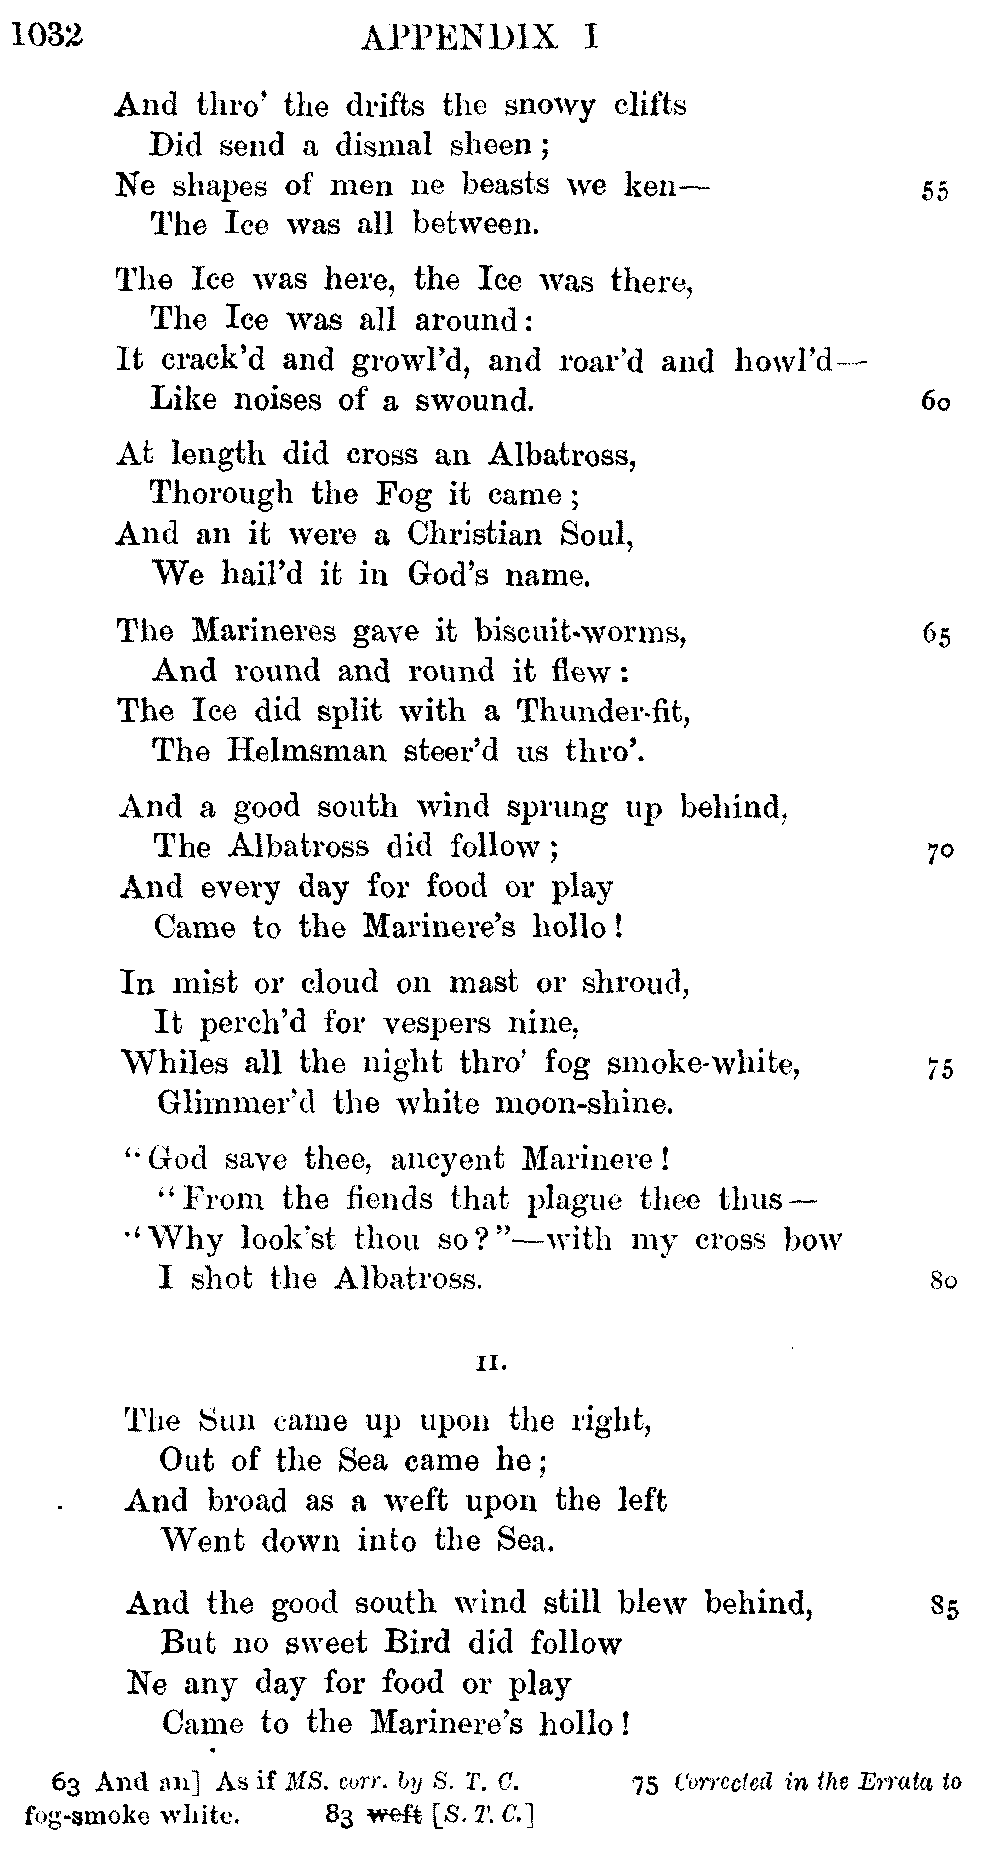 1032 APPENDIX I
And thro' the drifts the snowy clifts
Did send a dismal sheen;
Ne shapes of men ne beasts we ken— 55
The Ice was all between.
The Ice was here, the Ice was there,
The Ice was all around:
It crack'd and growl'd, and roar'd and howl'd—
Like noises of a swound. 60
At length did cross an Albatross,
Thorough the Fog it came;
And an it were a Christian Soul,
We hail'd it in God's name.
The Marineres gave it biscuit-worms, 65
And round and round it flew:
The Ice did split with a Thunder-fit,
The Helmsman steer'd us thro'.
And a good south wind sprung up behind,
The Albatross did follow; 70
And every day for food or play
Came to the Marinere's hollo!
In mist or cloud on mast or shroud,
It perch'd for vespers nine,
Whiles all the night thro' fog smoke-white, 75
Glimmer'd the white moon-shine.
"God save thee, ancyent Marinere!
"From the fiends that plague thee thus—
"Why look'st thou so?"—with my cross bow
I shot the Albatross. 80
II.
The Sun came up upon the right,
Out of the Sea came he;
And broad as a weft upon the left
Went down into the Sea.
And the good south wind still blew behind, 85
But no sweet Bird did follow
Ne any day for food or play
Came to the Marinere's hollo!
63 And an] As if MS. corr. by S. T. C. 75 Corrected in the Errata to
fog-smoke white. 83 weft [S. T. C.]